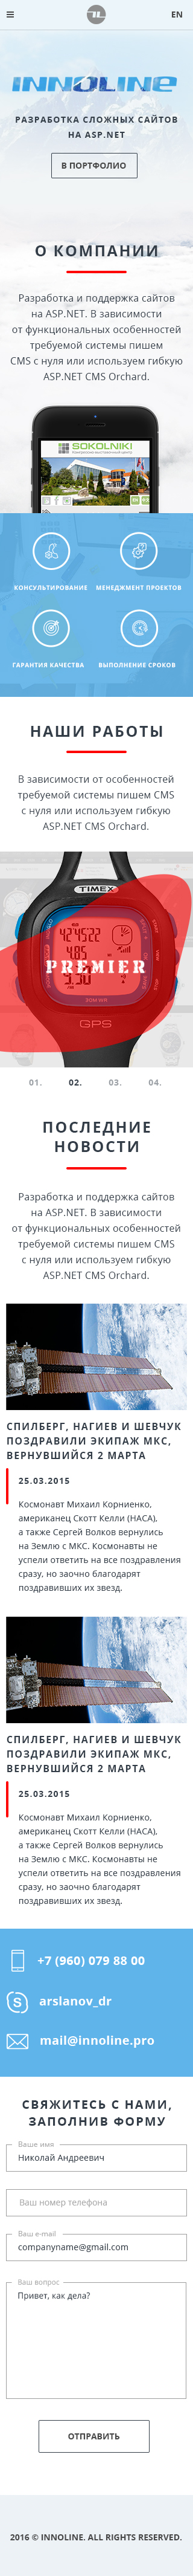 EN
INNOLINE
РАЗРАБОТКА СЛОЖНЫХ САЙТОВ
НА ASP.NET
В ПОРТФОЛИО
О КОМПАНИИ
Разработка и поддержка сайтов
на ASP.NET. В зависимости
от функциональных особенностей
требуемой системы пишем
CMS с нуля или используем гибкую
ASP.NET CMS Orchard.
SOKOLNIKI
КОНСУЛЬТИРОВАНИЕ
МЕНЕДЖМЕНТ ПРОЕКТОВ
ГАРАНТИЯ КАЧЕСТВА
ВЫПОЛНЕНИЕ СРОКОВ
НАШИ РАБОТЫ
В зависимости от особенностей
требуемой системы пишем CMS
с нуля или используем гибкую
ASP.NET CMS Orchard.
TIMEX
PREMIER
GPS
01.
02.
03.
04.
ПОСЛЕДНИЕ
НОВОСТИ
Разработка и поддержка сайтов
на ASP.NET. В зависимости
от функциональных особенностей
требуемой системы пишем CMS
с нуля или используем гибкую
ASP.NET CMS Orchard.
СПИЛБЕРГ, НАГИЕВ И ШЕВЧУК
ПОЗДРАВИЛИ ЭКИПАЖ МКС,
ВЕРНУВШИЙСЯ 2 МАРТА
25.03.2015
Космонавт Михаил Корниенко,
американец Скотт Келли (НАСА),
а также Сергей Волков вернулись
на Землю с МКС. Космонавты не
успели ответить на все поздравления
сразу, но заочно благодарят
поздравивших их звезд.
СПИЛБЕРГ, НАГИЕВ И ШЕВЧУК
ПОЗДРАВИЛИ ЭКИПАЖ МКС,
ВЕРНУВШИЙСЯ 2 МАРТА
25.03.2015
Космонавт Михаил Корниенко,
американец Скотт Келли (НАСА),
а также Сергей Волков вернулись
на Землю с МКС. Космонавты не
успели ответить на все поздравления
сразу, но заочно благодарят
поздравивших их звезд.
+7 (960) 079 88 00
arslanov_dr
mail@innoline.pro
СВЯЖИТЕСЬ С НАМИ,
ЗАПОЛНИВ ФОРМУ
Ваше имя
Николай Андреевич
Ваш номер телефона
Ваш e-mail
companyname@gmail.com
Ваш вопрос
Привет, как дела?
ОТПРАВИТЬ
2016 © INNOLINE. ALL RIGHTS RESERVED.